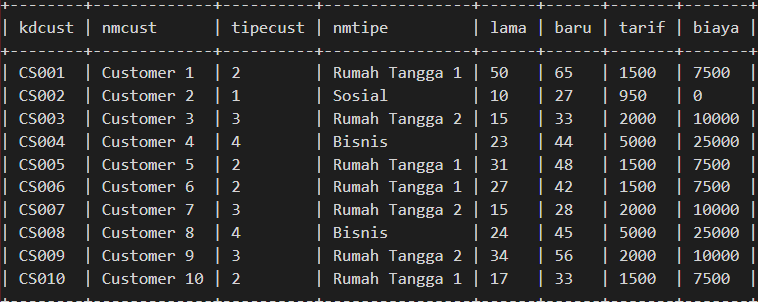 +--------+-------------+----------+----------------+------+------+-------+-------+
| kdcust | nmcust      | tipecust | nmtipe         | lama | baru | tarif | biaya |
+--------+-------------+----------+----------------+------+------+-------+-------+
| CS001  | Customer 1  | 2        | Rumah Tangga 1 | 50   | 65   | 1500  | 7500  |
| CS002  | Customer 2  | 1        | Sosial         | 10   | 27   | 950   | 0     |
| CS003  | Customer 3  | 3        | Rumah Tangga 2 | 15   | 33   | 2000  | 10000 |
| CS004  | Customer 4  | 4        | Bisnis         | 23   | 44   | 5000  | 25000 |
| CS005  | Customer 5  | 2        | Rumah Tangga 1 | 31   | 48   | 1500  | 7500  |
| CS006  | Customer 6  | 2        | Rumah Tangga 1 | 27   | 42   | 1500  | 7500  |
| CS007  | Customer 7  | 3        | Rumah Tangga 2 | 15   | 28   | 2000  | 10000 |
| CS008  | Customer 8  | 4        | Bisnis         | 24   | 45   | 5000  | 25000 |
| CS009  | Customer 9  | 3        | Rumah Tangga 2 | 34   | 56   | 2000  | 10000 |
| CS010  | Customer 10 | 2        | Rumah Tangga 1 | 17   | 33   | 1500  | 7500  |
+--------+-------------+----------+----------------+------+------+-------+-------+